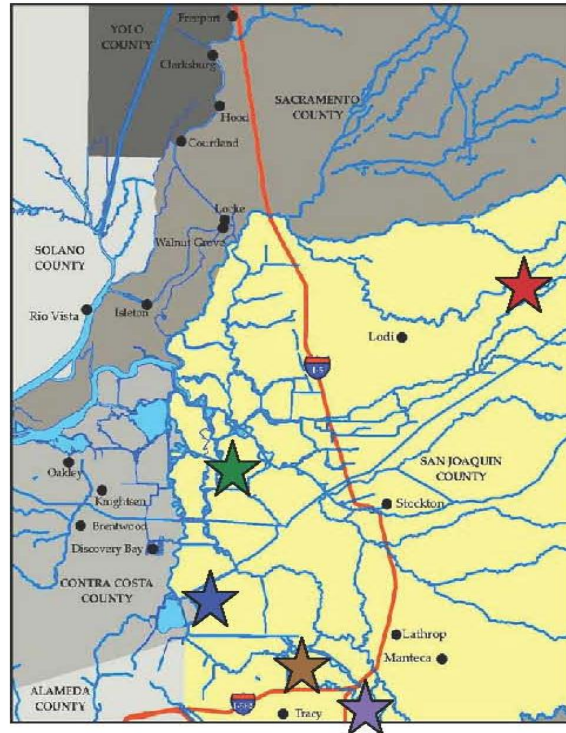 Freeport
YOLO
COUNTY
Clarksburg
SACRAMENTO
COUNTY
Hood
Courtland
Locke
Walnut Grove
SOLANO
COUNTY
Rio Vista
Isleton
Lodi
I-5
SAN JOAQUIN
COUNTY
Oakley
Knightsen
Stockton
Brentwood
Discovery Bay
CONTRA COSTA
COUNTY
Lathrop
Manteca
ALAMEDA
COUNTY
Tracy